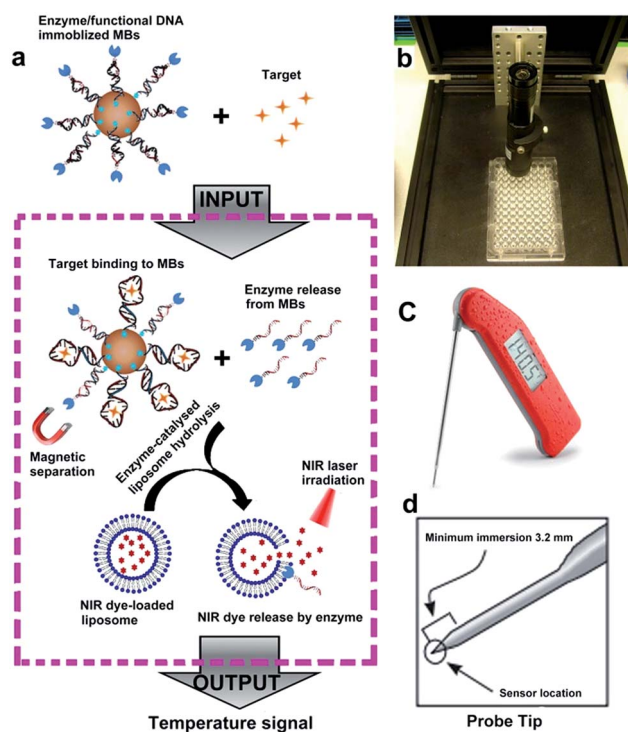 a
Enzyme/functional DNA
immoblized MBs
Target
INPUT
Target binding to MBs
Enzyme release
from MBs
Magnetic
separation
Enzyme-catalysed
liposome hydrolysis
NIR laser
irradiation
NIR dye-loaded
liposome
NIR dye release by enzyme
OUTPUT
Temperature signal
b
C
140.5°
d
Minimum immersion 3.2 mm
Sensor location
Probe Tip